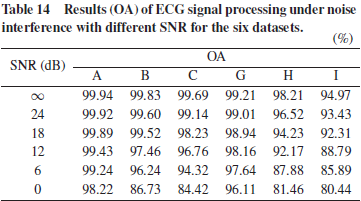 Table 14 Results (OA) of ECG signal processing under noise
interference with different SNR for the six datasets.
(%)
SNR (dB) OA
A B C G H I
∞ 99.94 99.83 99.69 99.21 98.21 94.97
24 99.92 99.60 99.14 99.01 96.52 93.43
18 99.89 99.52 98.23 98.94 94.23 92.31
12 99.43 97.46 96.76 98.16 92.17 88.79
6 99.24 96.24 94.32 97.64 87.88 85.89
0 98.22 86.73 84.42 96.11 81.46 80.44